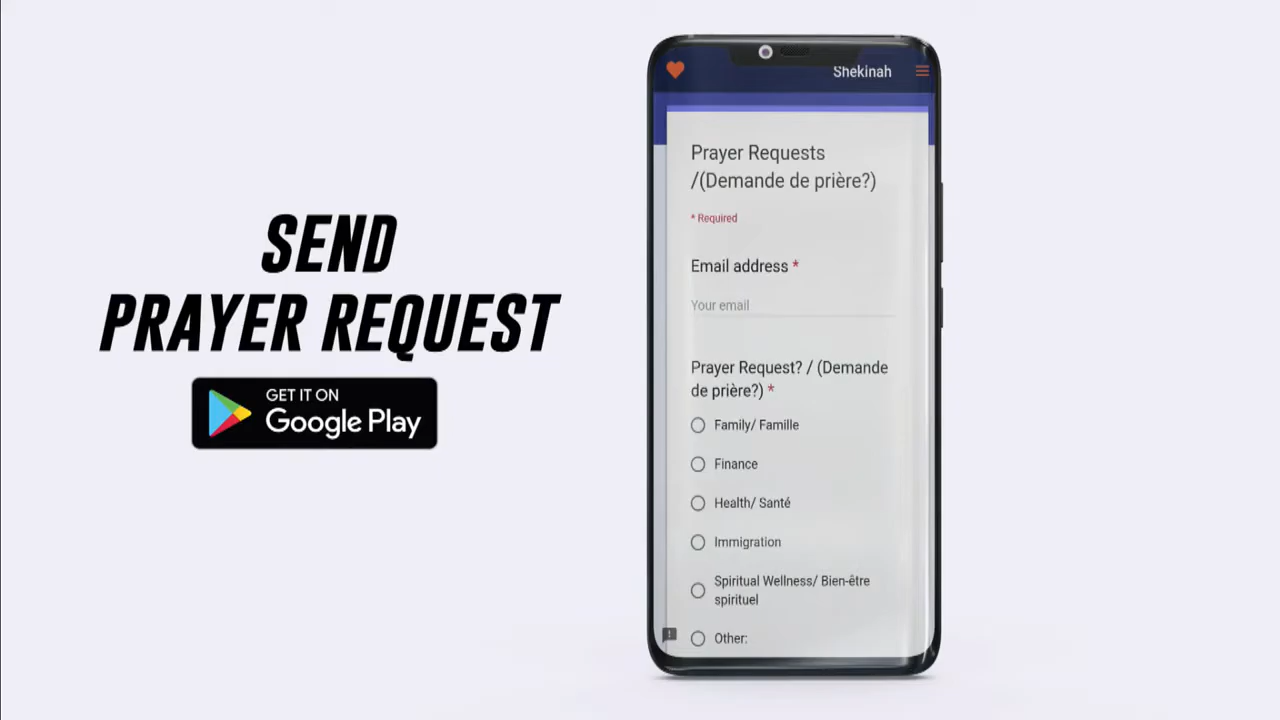 SEND
PRAYER REQUEST
GET IT ON
Google Play
Shekinah
Prayer Requests
/(Demande de prière?)
* Required
Email address *
Your email
Prayer Request? / (Demande
de prière?) *
Family/ Famille
Finance
Health/ Santé
Immigration
Spiritual Wellness/ Bien-être
spirituel
Other: